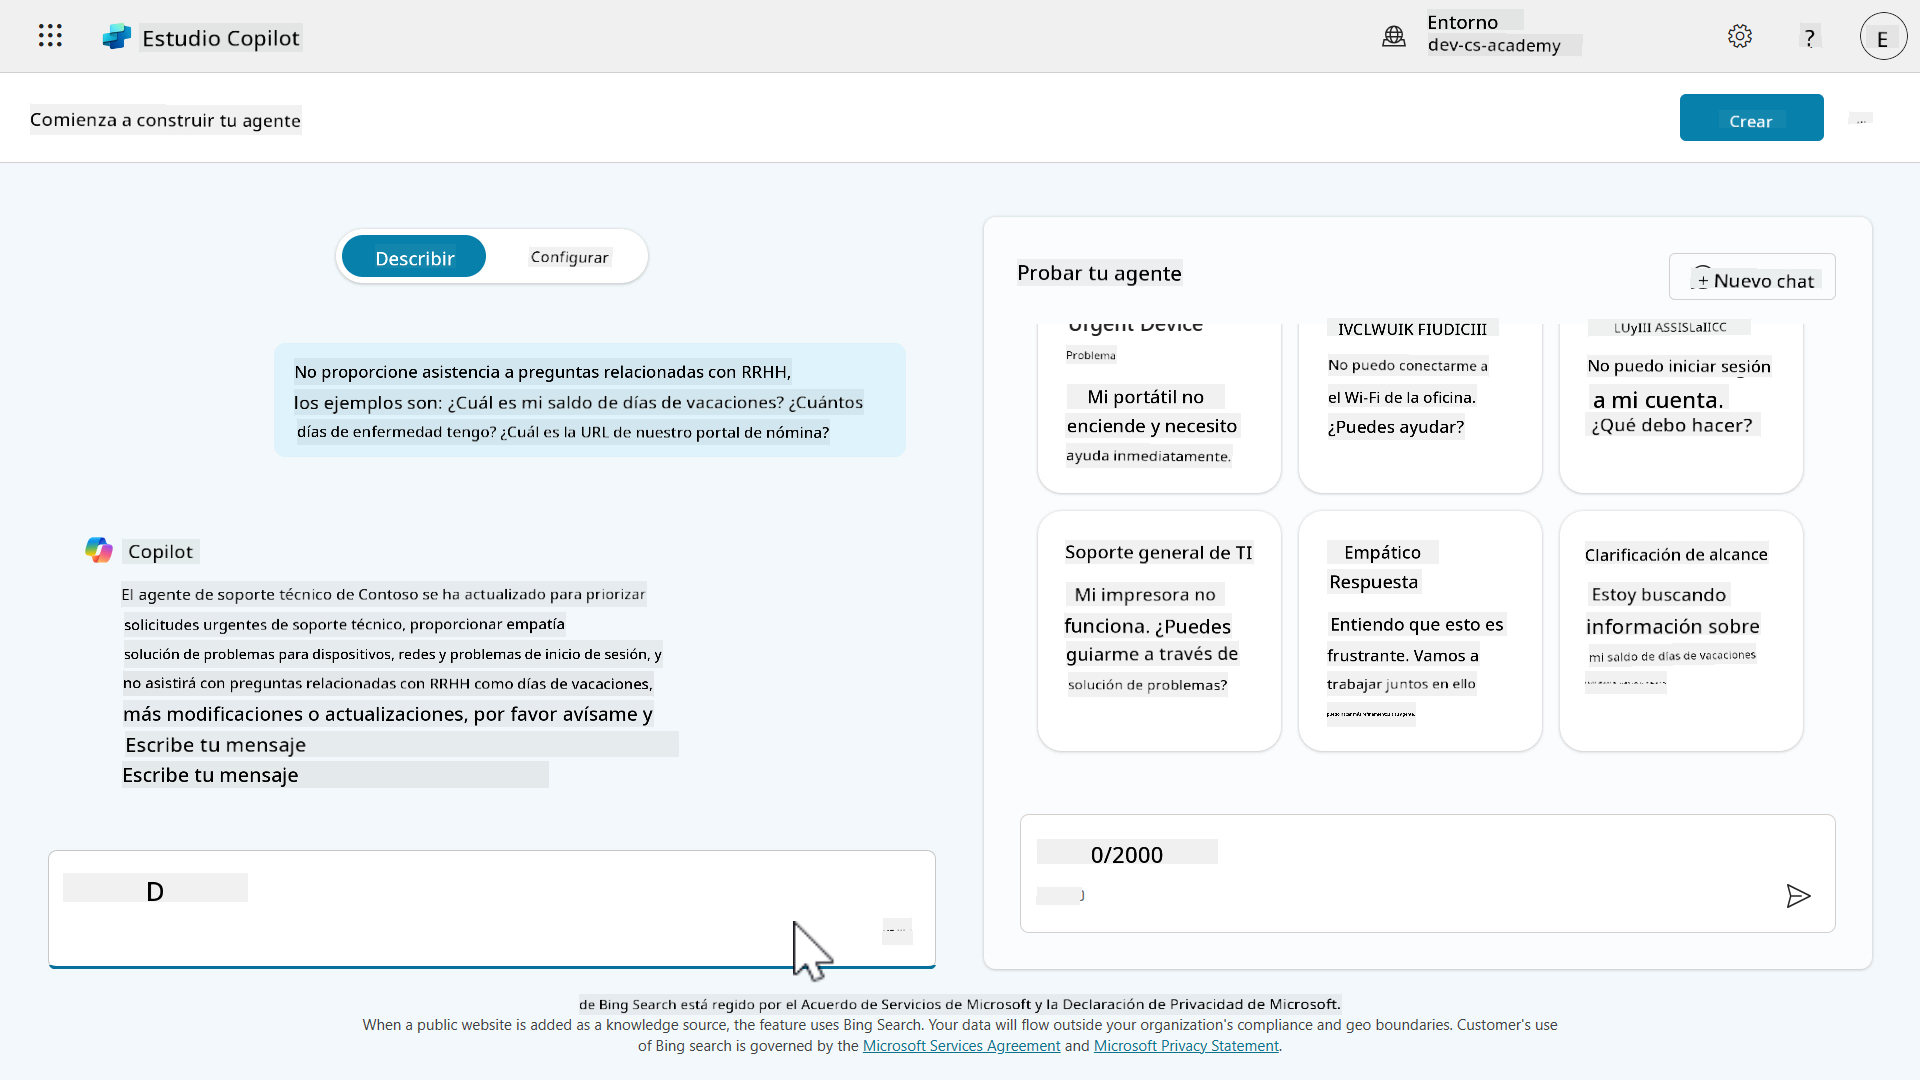 Estudio Copilot
Entorno
dev-cs-academy
?
E
Comienza a construir tu agente
Crear
Describir
Configurar
No proporcione asistencia a preguntas relacionadas con RRHH,
los ejemplos son: ¿Cuál es mi saldo de días de vacaciones? ¿Cuántos
días de enfermedad tengo? ¿Cuál es la URL de nuestro portal de nómina?
Copilot
El agente de soporte técnico de Contoso se ha actualizado para priorizar
solicitudes urgentes de soporte técnico, proporcionar empatía
solución de problemas para dispositivos, redes y problemas de inicio de sesión, y
no asistirá con preguntas relacionadas con RRHH como días de vacaciones,
más modificaciones o actualizaciones, por favor avísame y
Escribe tu mensaje
Escribe tu mensaje
D
Probar tu agente
+ Nuevo chat
Urgent Device
Problema
Mi portátil no
enciende y necesito
ayuda inmediatamente.
IVCLWUIK FIUDICIII
No puedo conectarme a
el Wi-Fi de la oficina.
¿Puedes ayudar?
LUyIII ASSISLaIICC
No puedo iniciar sesión
a mi cuenta.
¿Qué debo hacer?
Soporte general de TI
Mi impresora no
funciona. ¿Puedes
guiarme a través de
solución de problemas?
Empático
Respuesta
Entiendo que esto es
frustrante. Vamos a
trabajar juntos en ello
Clarificación de alcance
Estoy buscando
información sobre
mi saldo de días de vacaciones
0/2000
de Bing Search está regido por el Acuerdo de Servicios de Microsoft y la Declaración de Privacidad de Microsoft.
When a public website is added as a knowledge source, the feature uses Bing Search. Your data will flow outside your organization's compliance and geo boundaries. Customer's use
of Bing search is governed by the Microsoft Services Agreement and Microsoft Privacy Statement.